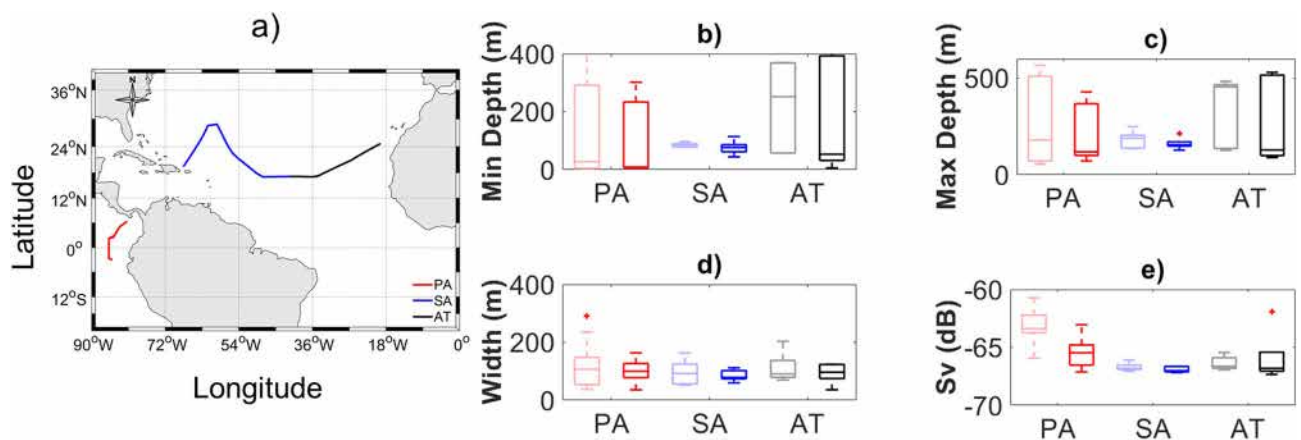 a)
N
36°N
24°N
12°N
0°
12°S
Latitude
90°W 72°W 54°W 36°W 18°W 0°
Longitude
PA
SA
AT
b)
Min Depth (m)
400
200
0
PA SA AT
c)
Max Depth (m)
500
0
PA SA AT
d)
Width (m)
400
200
0
PA SA AT
e)
Sv (dB)
-60
-65
-70
PA SA AT